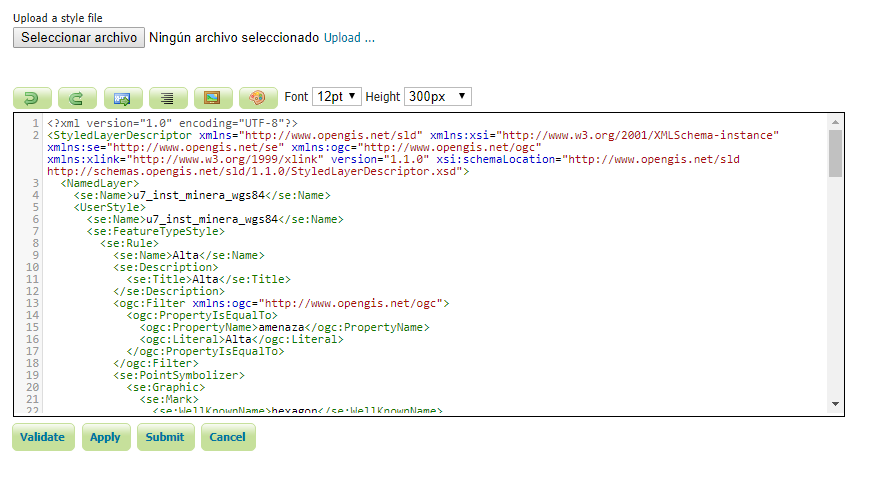 Upload a style file
Seleccionar archivo Ningún archivo seleccionado Upload ...
Font 12pt Height 300px
1 <?xml version="1.0" encoding="UTF-8"?>
2 <StyledLayerDescriptor xmlns="http://www.opengis.net/sld" xmlns:xsi="http://www.w3.org/2001/XMLSchema-instance"
xmlns:se="http://www.opengis.net/se" xmlns:ogc="http://www.opengis.net/ogc"
xmlns:xlink="http://www.w3.org/1999/xlink" version="1.1.0" xsi:schemaLocation="http://www.opengis.net/sld
http://schemas.opengis.net/sld/1.1.0/StyledLayerDescriptor.xsd">
3 <NamedLayer>
4 <se:Name>u7_inst_minera_wgs84</se:Name>
5 <UserStyle>
6 <se:Name>u7_inst_minera_wgs84</se:Name>
7 <se:FeatureTypeStyle>
8 <se:Rule>
9 <se:Name>Alta</se:Name>
10 <se:Description>
11 <se:Title>Alta</se:Title>
12 </se:Description>
13 <ogc:Filter xmlns:ogc="http://www.opengis.net/ogc">
14 <ogc:PropertyIsEqualTo>
15 <ogc:PropertyName>amenaza</ogc:PropertyName>
16 <ogc:Literal>Alta</ogc:Literal>
17 </ogc:PropertyIsEqualTo>
18 </ogc:Filter>
19 <se:PointSymbolizer>
20 <se:Graphic>
21 <se:Mark>
22 <se:WellKnownName>hexagon</se:WellKnownName>
Validate Apply Submit Cancel